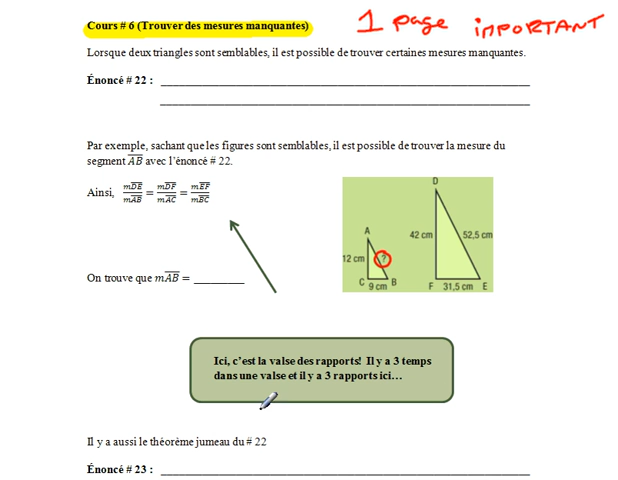 Cours # 6 (Trouver des mesures manquantes)
1 page IMPORTANT
Lorsque deux triangles sont semblables, il est possible de trouver certaines mesures manquantes.
Énoncé # 22 :
Par exemple, sachant que les figures sont semblables, il est possible de trouver la mesure du
segment AB avec l'énoncé # 22.
Ainsi, mDE/mAB = mDF/mAC = mEF/mBC
D
A
42 cm 52,5 cm
12 cm ?
C 9 cm B F 31,5 cm E
On trouve que mAB =
Ici, c'est la valse des rapports! Il y a 3 temps
dans une valse et il y a 3 rapports ici…
Il y a aussi le théorème jumeau du # 22
Énoncé # 23 :